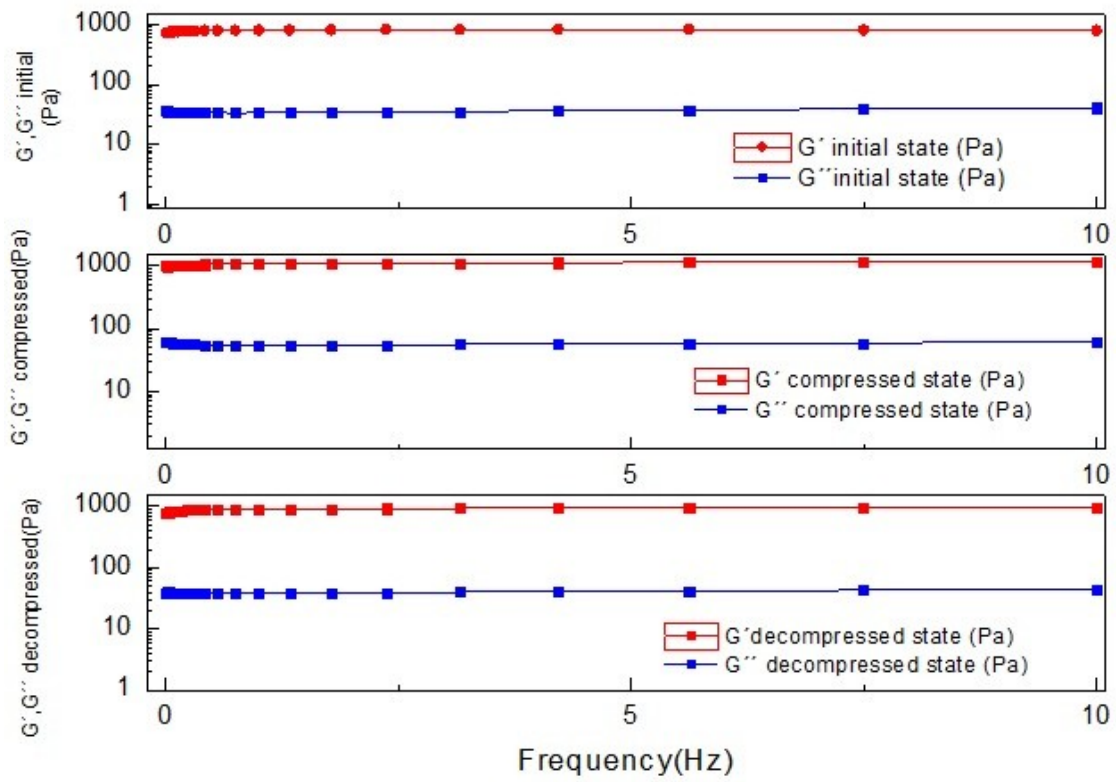 G´,G´´ initial
(Pa)
1000
100
10
1
G´ initial state (Pa)
G´´initial state (Pa)
0 5 10
G´,G´´ compressed(Pa)
1000
100
10
G´ compressed state (Pa)
G´´ compressed state (Pa)
0 5 10
G´,G´´ decompressed(Pa)
1000
100
10
1
G´decompressed state (Pa)
G´´ decompressed state (Pa)
0 5 10
Frequency(Hz)